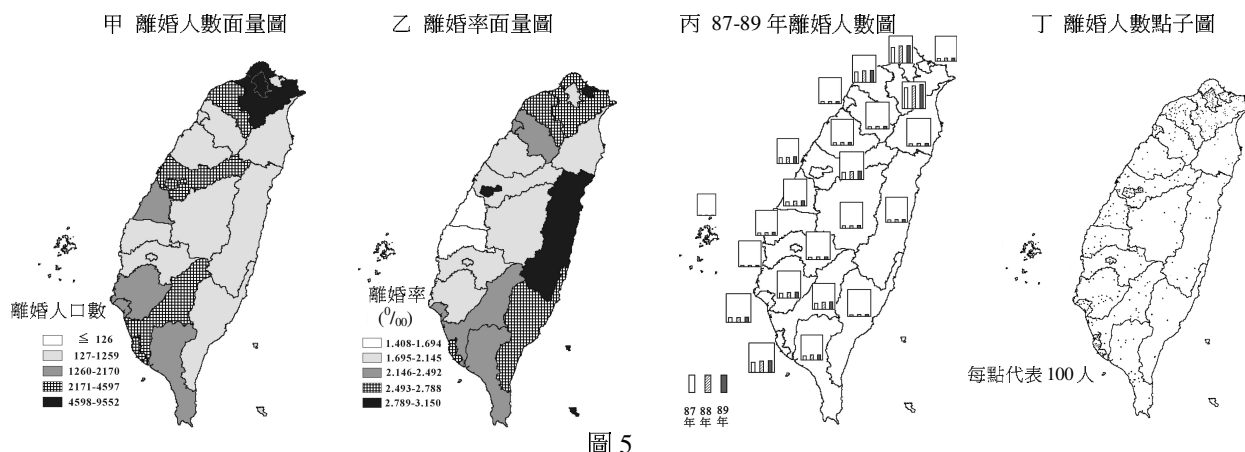 甲 離婚人數面量圖
離婚人口數
≦ 126
127-1259
1260-2170
2171-4597
4598-9552
乙 離婚率面量圖
離婚率
(0/00)
1.408-1.694
1.695-2.145
2.146-2.492
2.493-2.788
2.789-3.150
丙 87-89 年離婚人數圖
87 88 89
年 年 年
丁 離婚人數點子圖
每點代表 100 人
圖 5